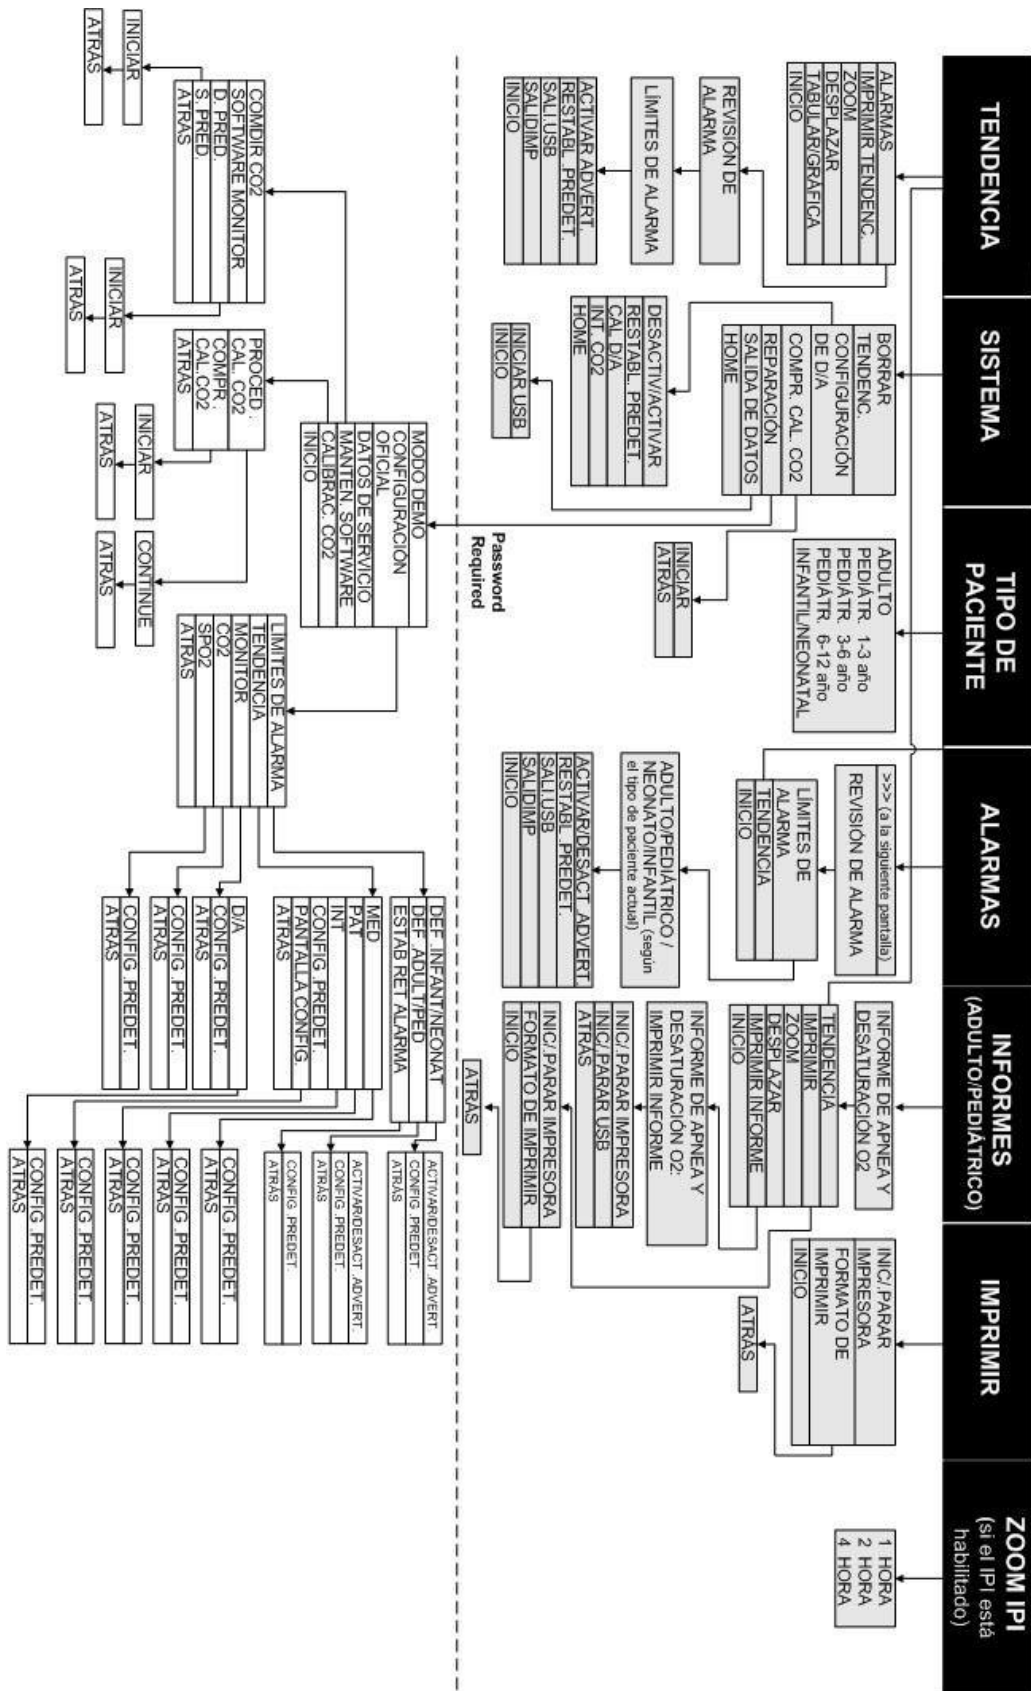 TENDENCIA
SISTEMA
TIPO DE
PACIENTE
ALARMAS
INFORMES
(ADULTO/PEDIÁTRICO)
IMPRIMIR
ZOOM IPI
(si el IPI está
habilitado)
ALARMAS
IMPRIMIR TENDENC.
ZOOM
DESPLAZAR
TABULAR/GRÁFICA
INICIO
REVISIÓN DE
ALARMA
LÍMITES DE ALARMA
ACTIVAR ADVERT.
RESTABL .PREDET.
SALI.USB
SALIDIMP
INICIO
BORRAR
TENDENC.
CONFIGURACIÓN
DE D/A
COMPR. CAL. CO2
REPARACIÓN
SALIDA DE DATOS
HOME
DESACTIV/ACTIVAR
RESTABL. PREDET.
CAL D/A
INT. CO2
HOME
INICIAR USB
INICIO
ADULTO
PEDIÁTR. 1-3 año
PEDIÁTR. 3-6 año
PEDIÁTR. 6-12 año
INFANTIL/NEONATAL
INICIAR
ATRÁS
>>> (a la siguiente pantalla)
REVISIÓN DE ALARMA
LÍMITES DE
ALARMA
TENDENCIA
INICIO
ADULTO/PEDIÁTRICO /
NEONATO/INFANTIL (según
el tipo de paciente actual)
ACTIVAR/DESACT .ADVERT.
RESTABL .PREDET.
SALI.USB
SALIDIMP
INICIO
INFORME DE APNEA Y
DESATURACIÓN O2
TENDENCIA
IMPRIMIR
ZOOM
DESPLAZAR
IMPRIMIR INFORME
INICIO
INFORME DE APNEA Y
DESATURACIÓN O2:
IMPRIMIR INFORME
INIC/.PARAR IMPRESORA
INIC/.PARAR USB
ATRÁS
INIC/.PARAR IMPRESORA
FORMATO DE IMPRIMIR
INICIO
ATRÁS
INIC/.PARAR
IMPRESORA
FORMATO DE
IMPRIMIR
INICIO
ATRÁS
1 HORA
2 HORA
4 HORA
Password
Required
MODO DEMO
CONFIGURACIÓN
OFICIAL
DATOS DE SERVICIO
MANTEN. SOFTWARE
CALIBRAC. CO2
INICIO
COMDIR CO2
SOFTWARE MONITOR
D. PRED.
S. PRED.
ATRÁS
INICIAR
ATRÁS
INICIAR
ATRÁS
PROCED .
CAL. CO2
COMPR .
CAL.CO2
ATRÁS
INICIAR
ATRÁS
CONTINUE
ATRÁS
LÍMITES DE ALARMA
TENDENCIA
MONITOR
CO2
SPO2
ATRÁS
DEF .INFANT/NEONAT
DEF .ADULT/PED
ESTAB RET ALARMA
MED
PAT
INT
CONFIG .PREDET.
PANTALLA CONFIG.
ATRÁS
D/A
CONFIG .PREDET.
ATRÁS
CONFIG .PREDET.
ATRÁS
CONFIG .PREDET.
ATRÁS
ACTIVAR/DESACT .ADVERT.
CONFIG .PREDET.
ATRÁS
ACTIVAR/DESACT .ADVERT.
CONFIG .PREDET.
ATRÁS
CONFIG .PREDET.
ATRÁS
CONFIG .PREDET.
ATRÁS
CONFIG .PREDET.
ATRÁS
CONFIG .PREDET.
ATRÁS
CONFIG .PREDET.
ATRÁS
CONFIG .PREDET.
ATRÁS